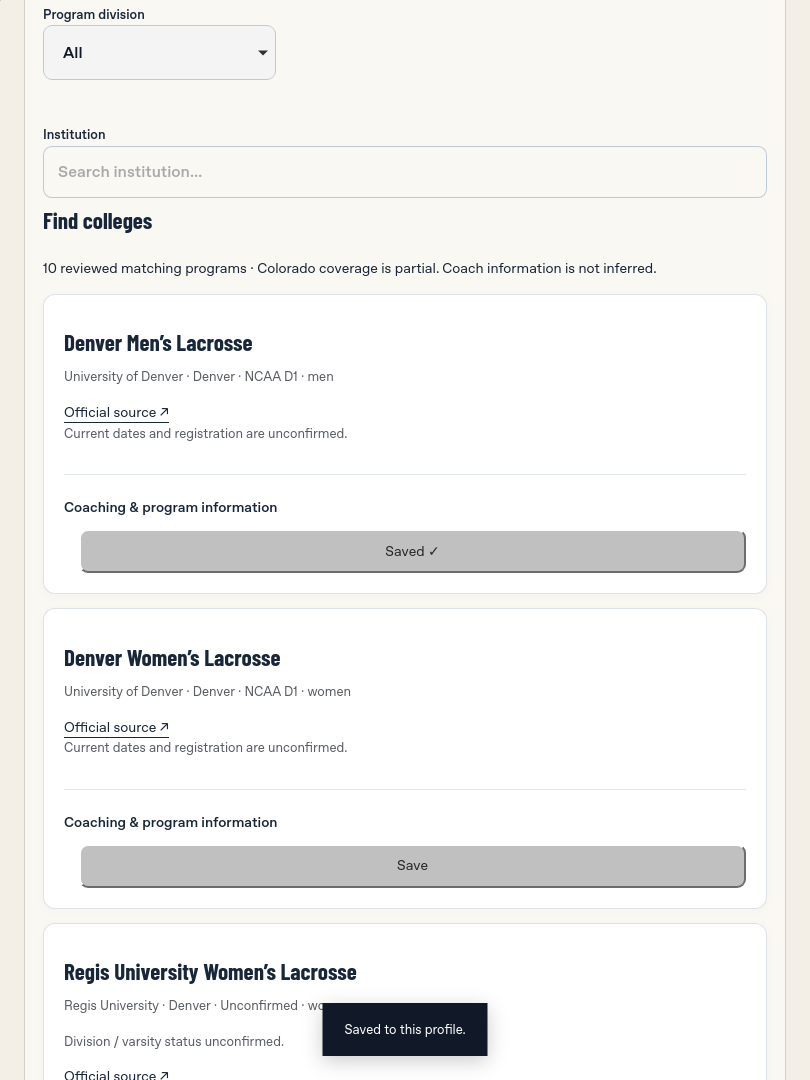 Program division
All
Institution
Search institution...
Find colleges
10 reviewed matching programs · Colorado coverage is partial. Coach information is not inferred.
Denver Men’s Lacrosse
University of Denver · Denver · NCAA D1 · men
Official source ↗
Current dates and registration are unconfirmed.
Coaching & program information
Saved ✓
Denver Women’s Lacrosse
University of Denver · Denver · NCAA D1 · women
Official source ↗
Current dates and registration are unconfirmed.
Coaching & program information
Save
Regis University Women’s Lacrosse
Regis University · Denver · Unconfirmed ·
Saved to this profile.
Division / varsity status unconfirmed.
Official source ↗